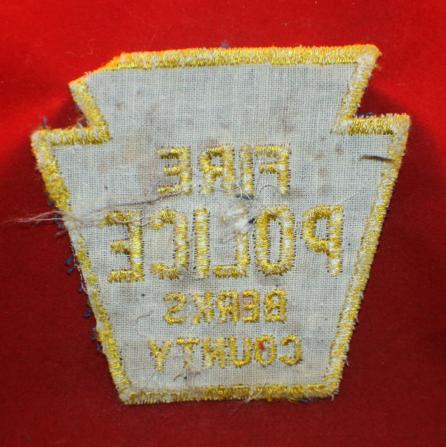 FIRE
POLICE
BERKS
COUNTY